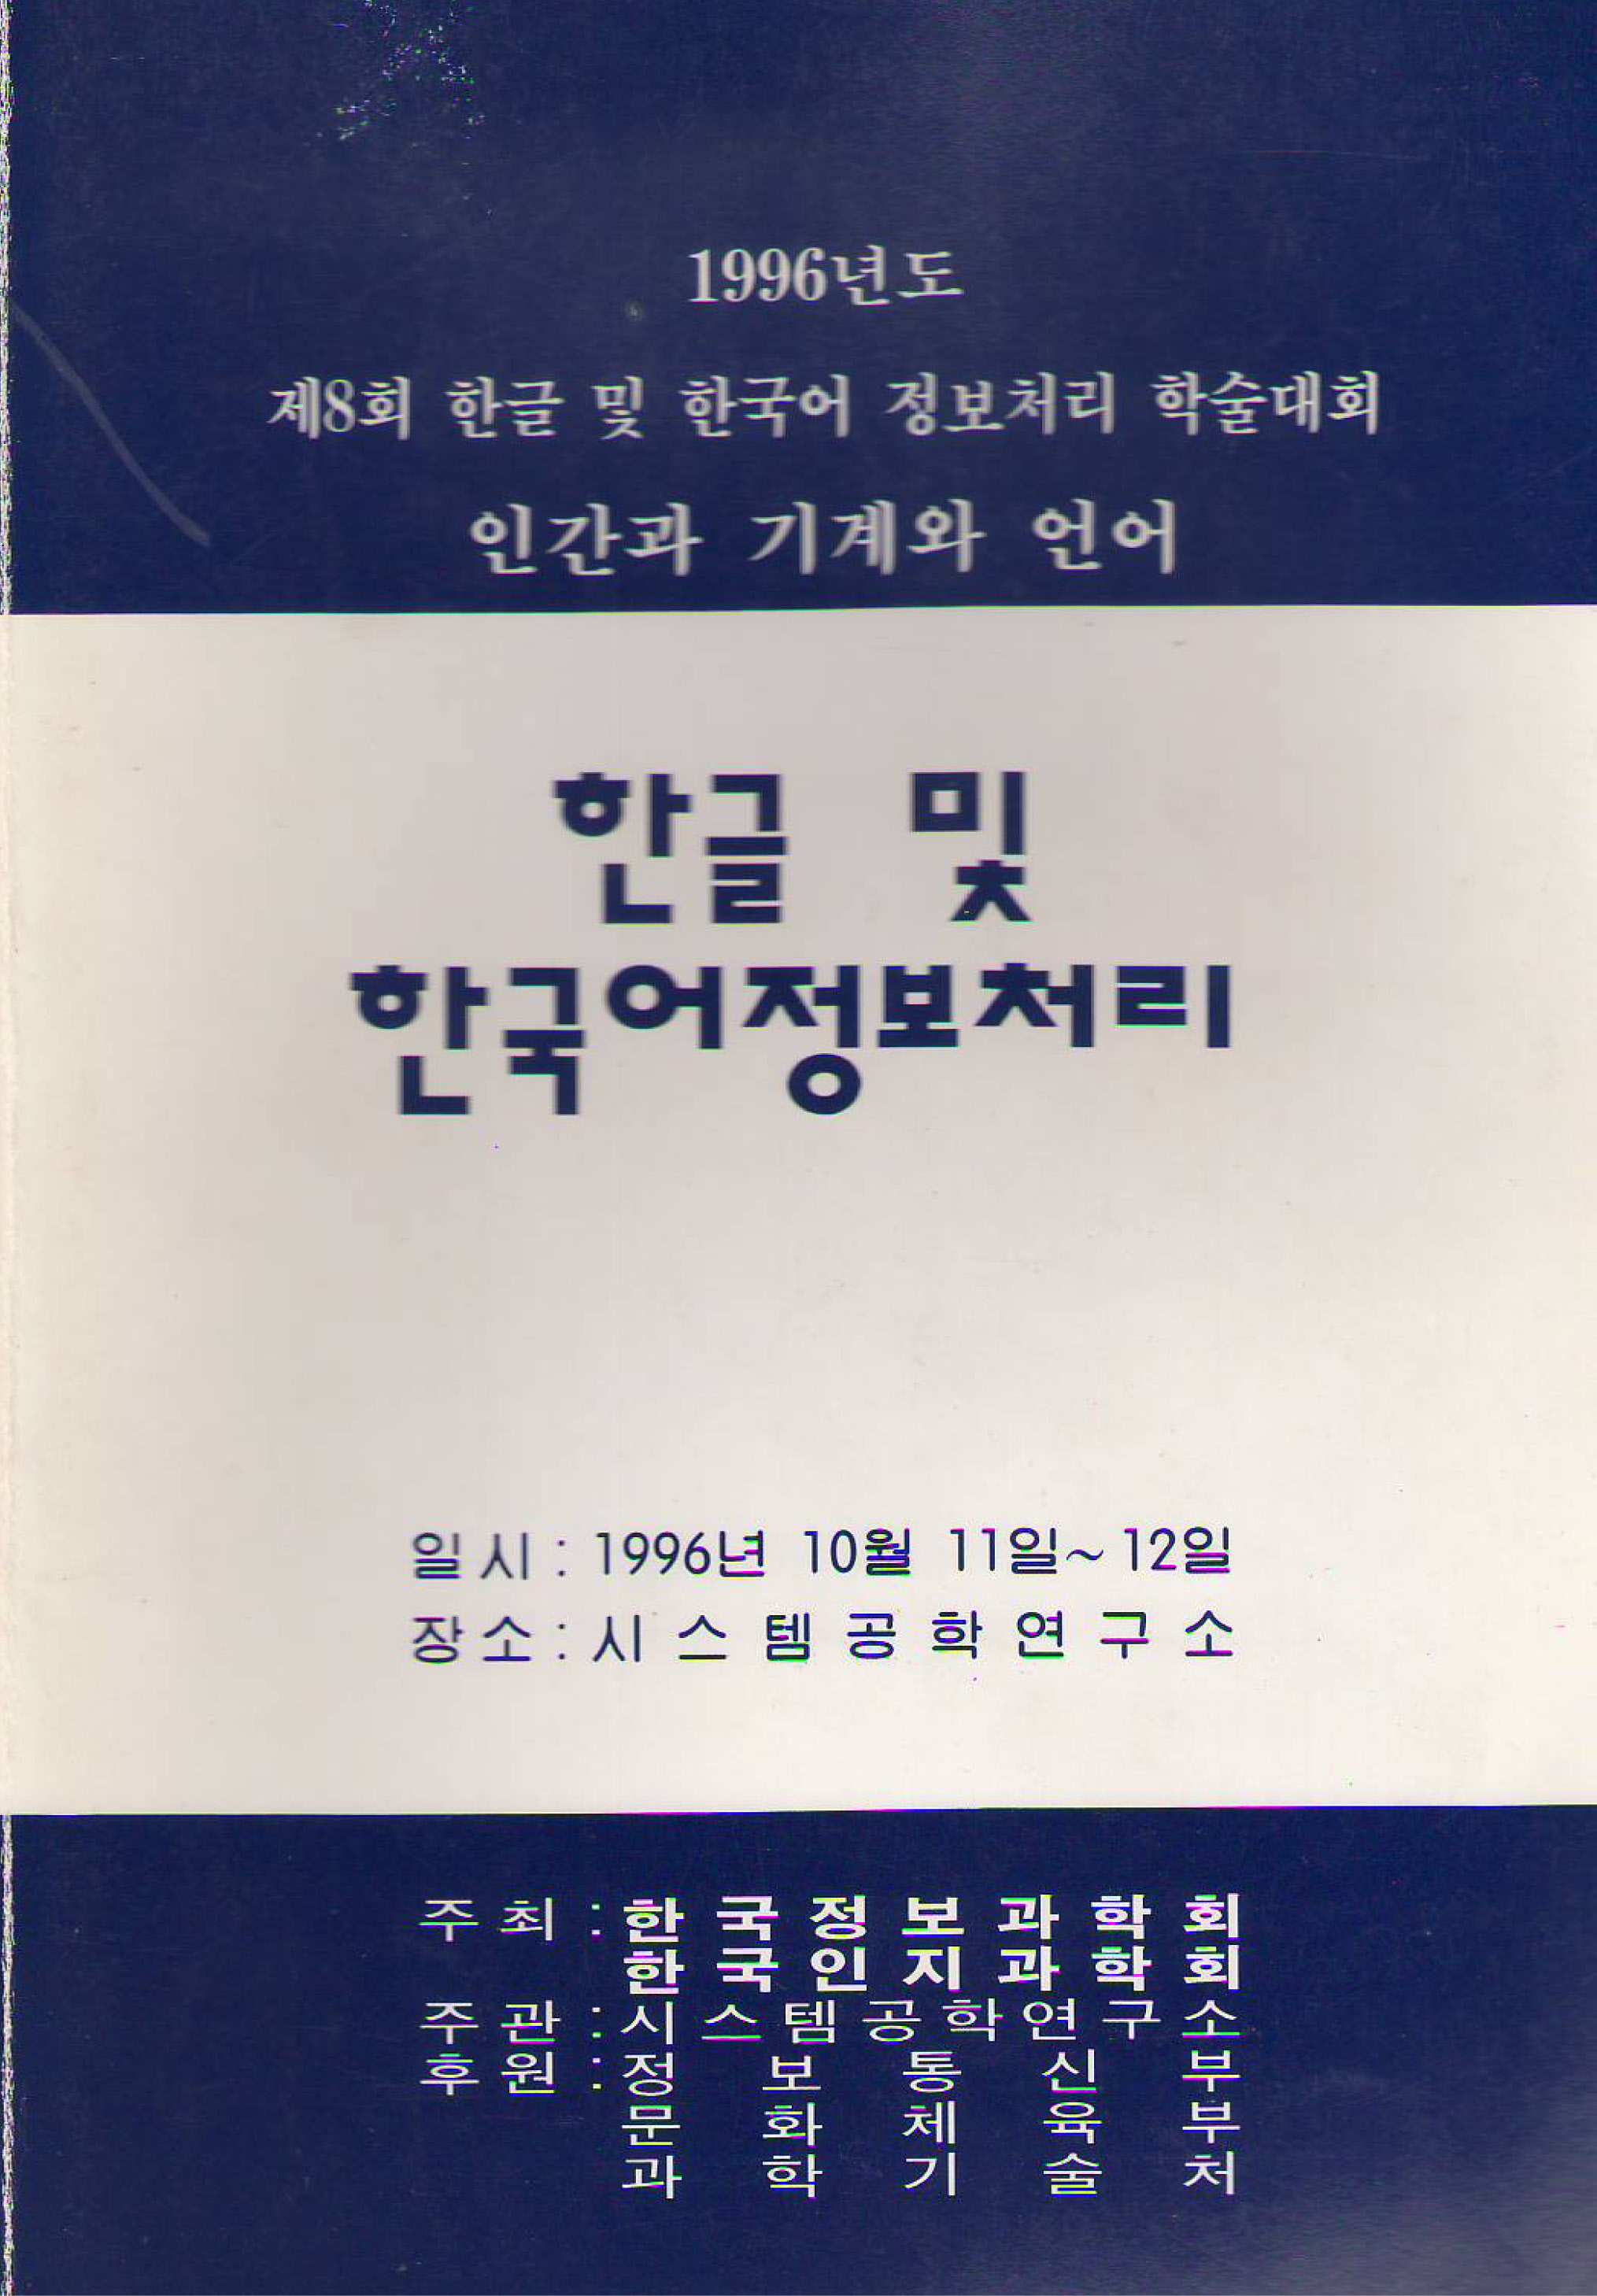 1996년도
제8회 한글 및 한국어 정보처리 학술대회
인간과 기계와 언어
한글 및
한국어정보처리
일시 : 1996년 10월 11일~12일
장소 : 시스템공학연구소
주최 : 한국정보과학회
한국인지과학회
주관 : 시스템공학연구소
후원 : 정보통신부
문화체육부
과학기술처